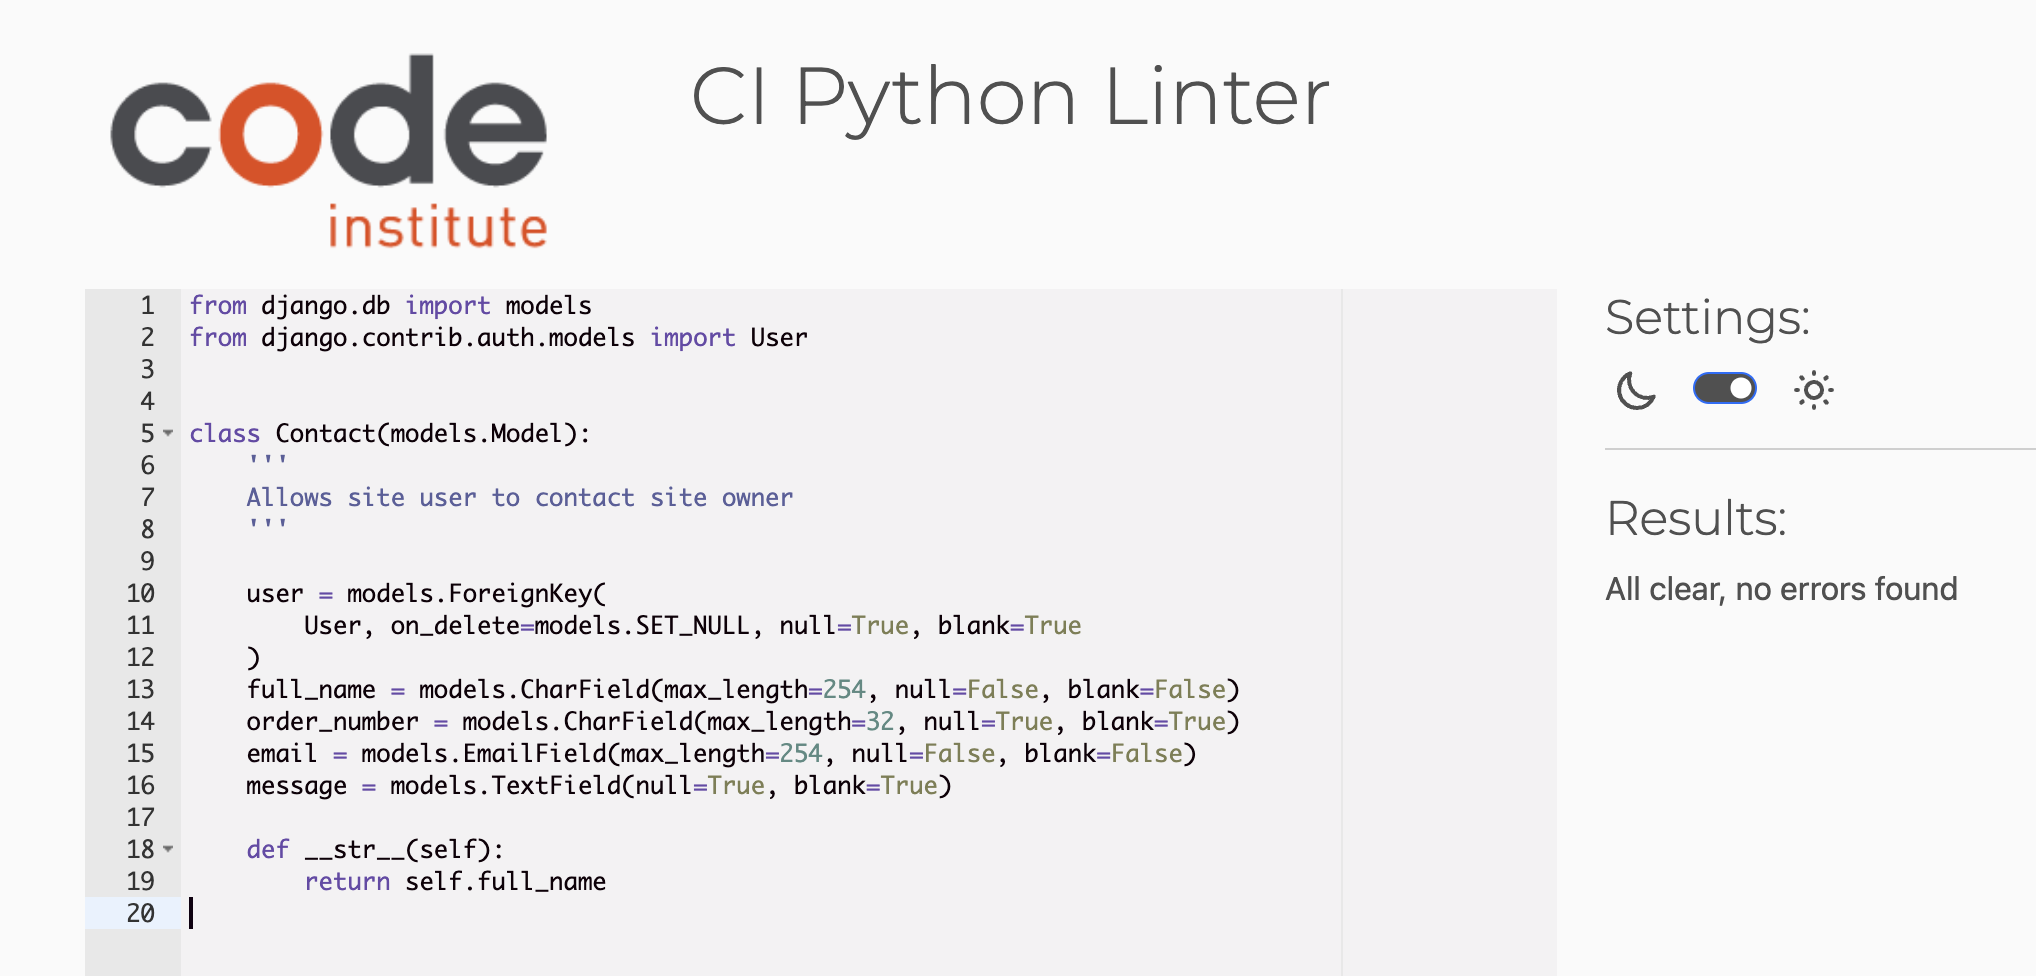 code
institute
CI Python Linter
1 from django.db import models
2 from django.contrib.auth.models import User
3
4
5 class Contact(models.Model):
6     '''
7     Allows site user to contact site owner
8     '''
9
10     user = models.ForeignKey(
11         User, on_delete=models.SET_NULL, null=True, blank=True
12     )
13     full_name = models.CharField(max_length=254, null=False, blank=False)
14     order_number = models.CharField(max_length=32, null=True, blank=True)
15     email = models.EmailField(max_length=254, null=False, blank=False)
16     message = models.TextField(null=True, blank=True)
17
18     def __str__(self):
19         return self.full_name
20
Settings:
Results:
All clear, no errors found